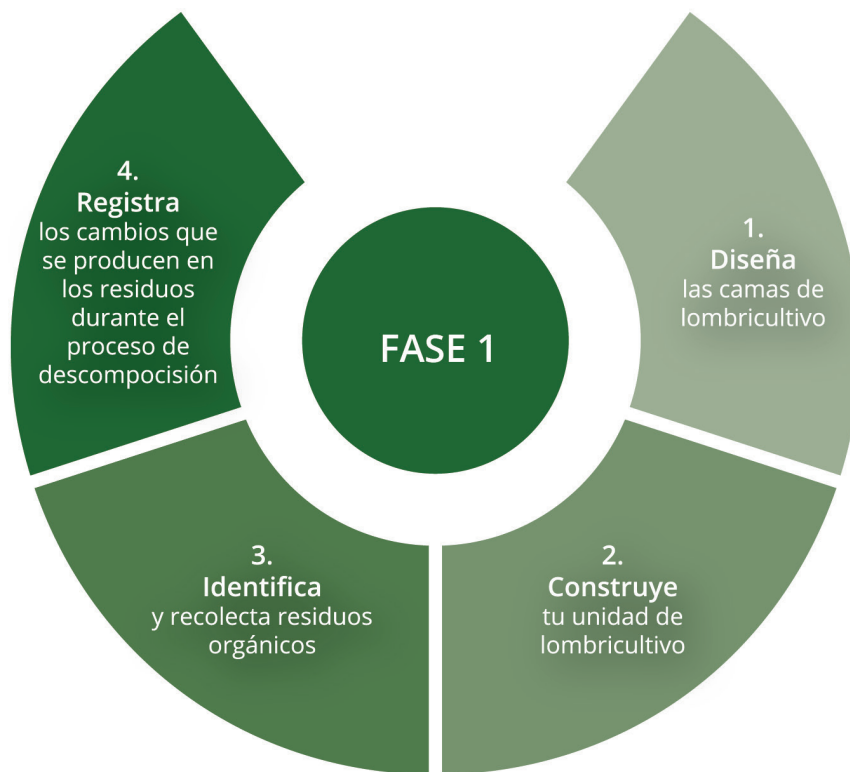 FASE 1
1.
Diseña
las camas de
lombricultivo
2.
Construye
tu unidad de
lombricultivo
3.
Identifica
y recolecta residuos
orgánicos
4.
Registra
los cambios que
se producen en
los residuos
durante el
proceso de
descompocisión